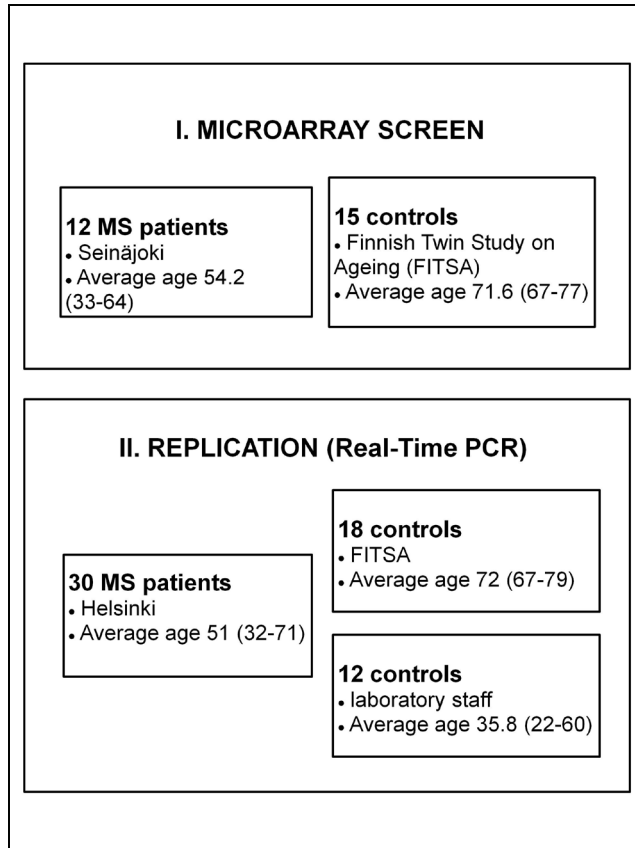 I. MICROARRAY SCREEN
12 MS patients
• Seinäjoki
• Average age 54.2
(33-64)
15 controls
• Finnish Twin Study on
Ageing (FITSA)
• Average age 71.6 (67-77)
II. REPLICATION (Real-Time PCR)
30 MS patients
• Helsinki
• Average age 51 (32-71)
18 controls
• FITSA
• Average age 72 (67-79)
12 controls
• laboratory staff
• Average age 35.8 (22-60)